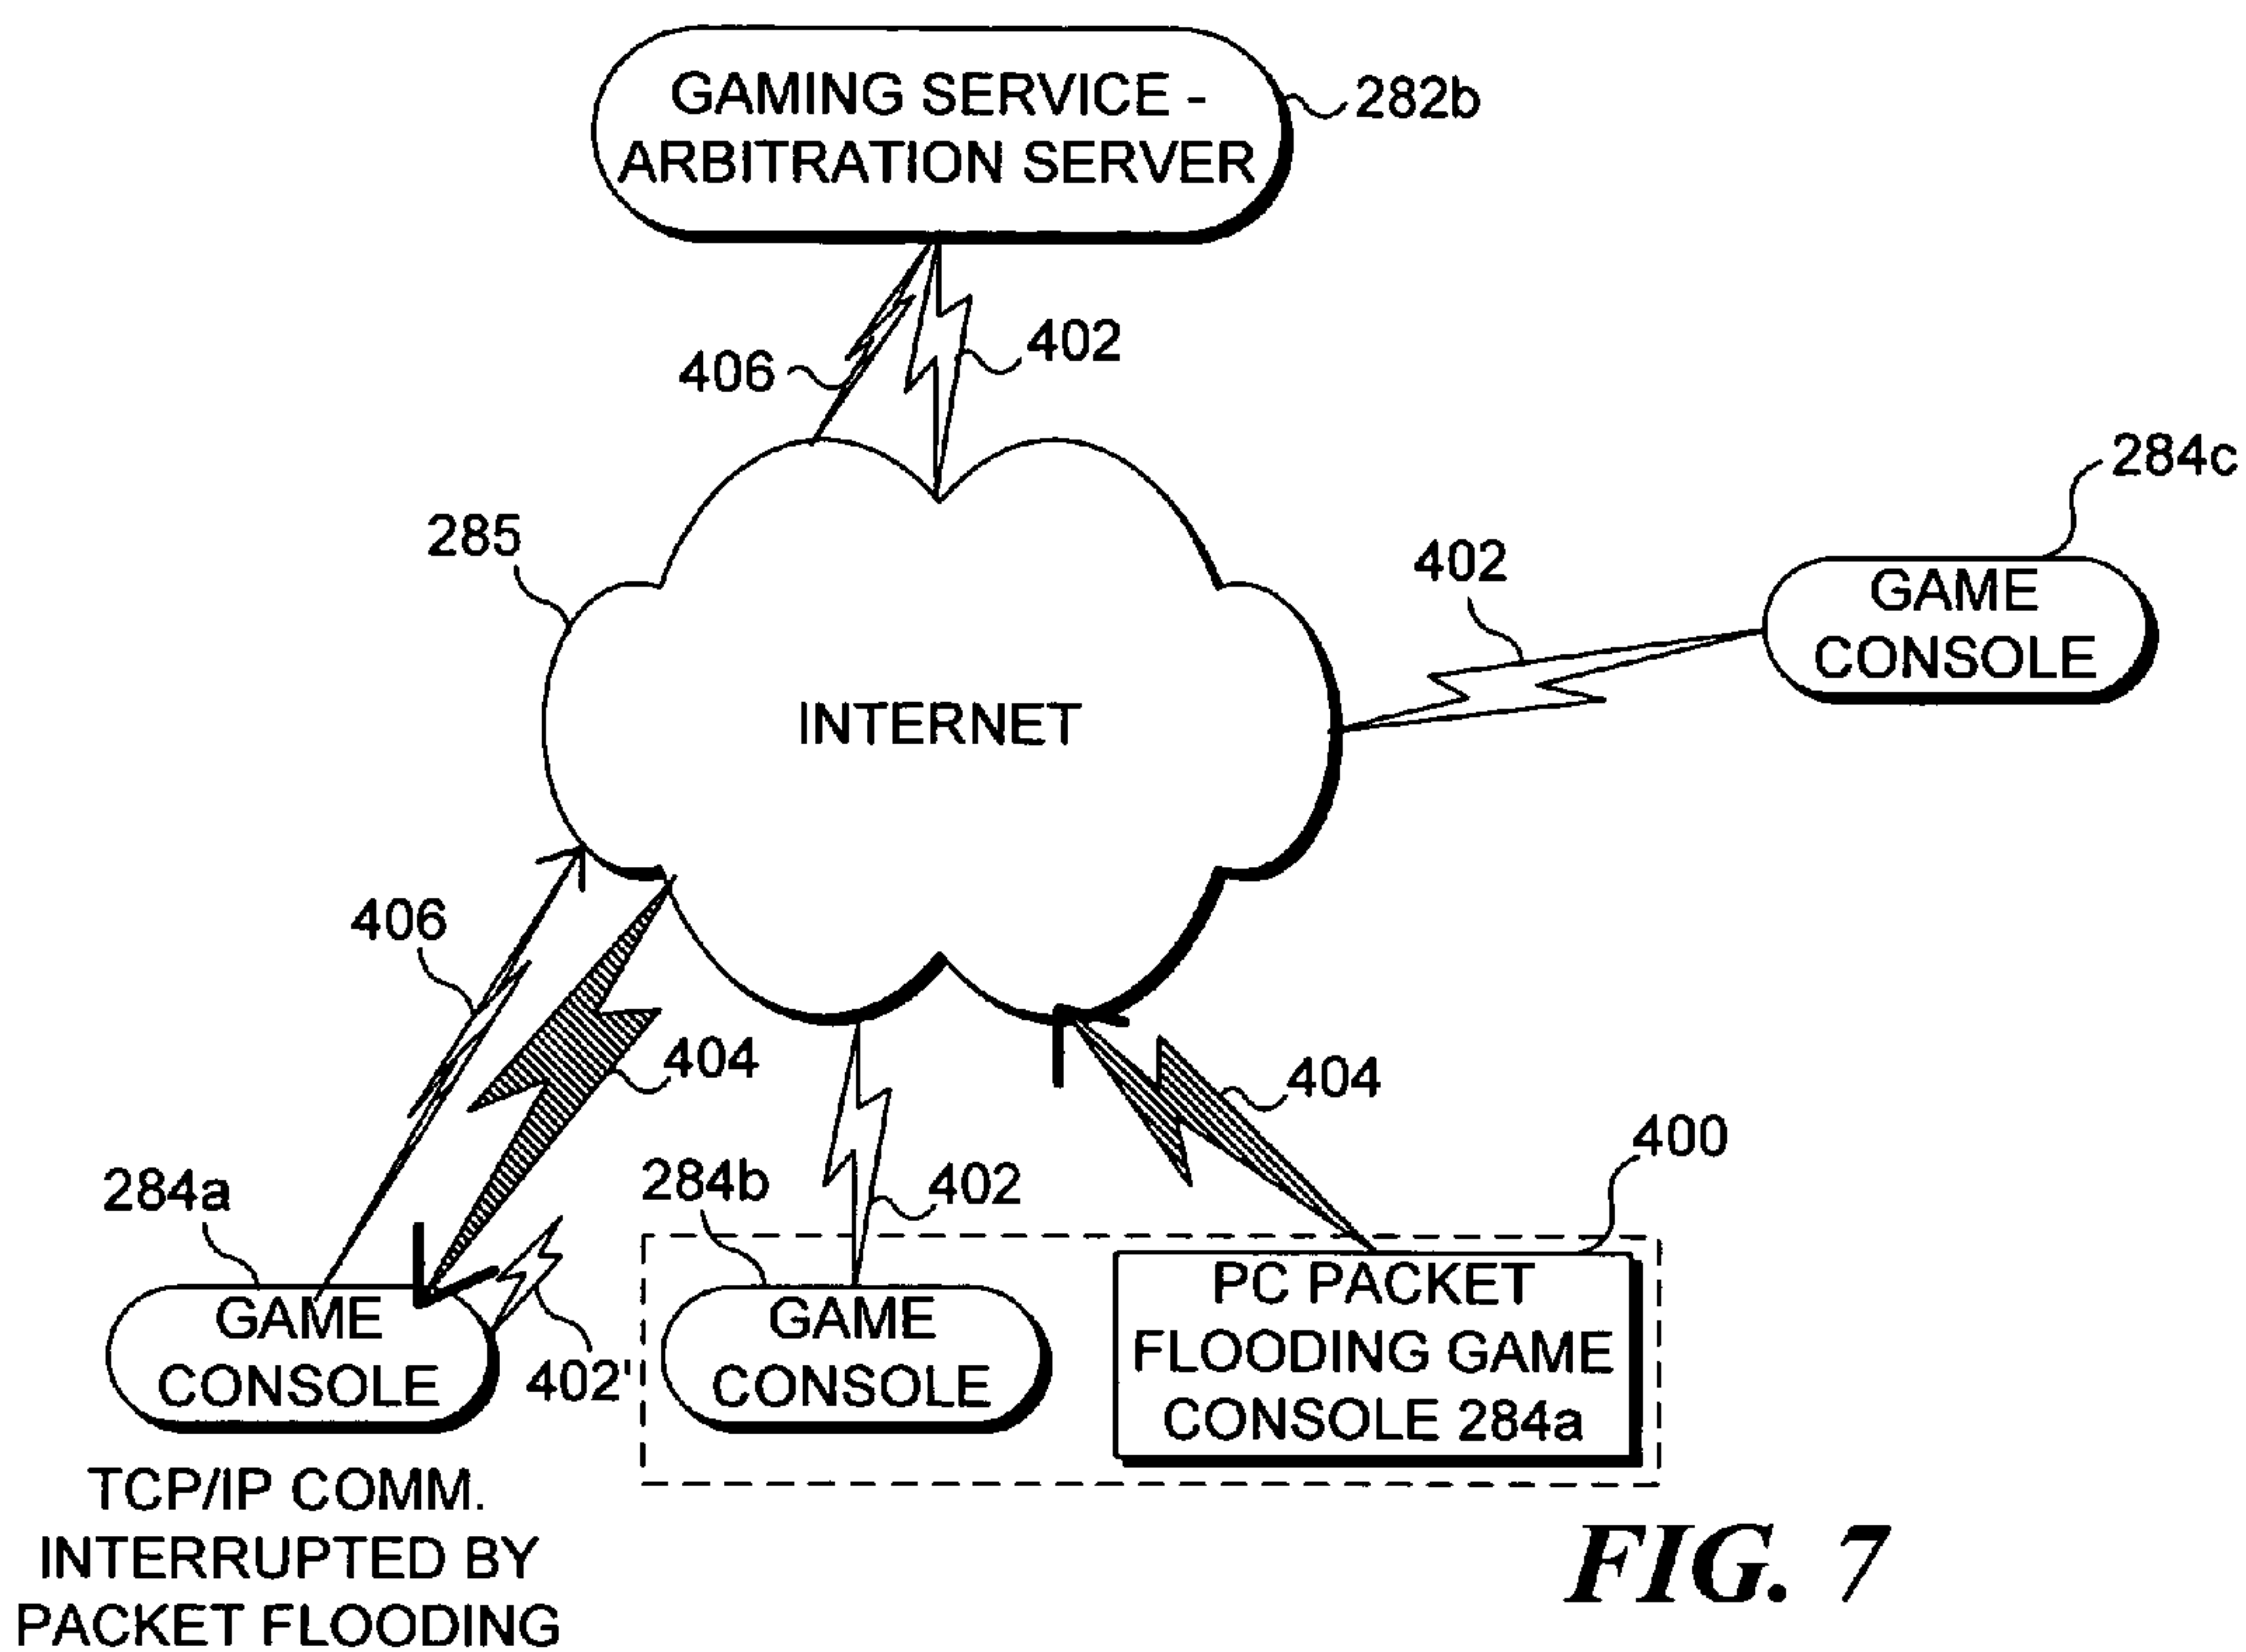 GAMING SERVICE -
ARBITRATION SERVER
282b
406
402
284c
285
402
GAME
CONSOLE
INTERNET
406
404
404
400
284a
284b
402
GAME
CONSOLE
402'
GAME
CONSOLE
PC PACKET
FLOODING GAME
CONSOLE 284a
TCP/IP COMM.
INTERRUPTED BY
PACKET FLOODING
FIG. 7